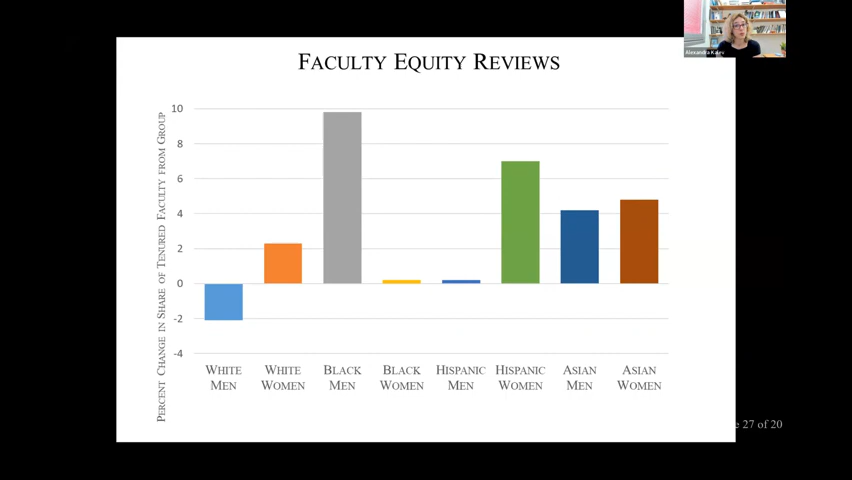 Alexandra Kalev
FACULTY EQUITY REVIEWS
PERCENT CHANGE IN SHARE OF TENURED FACULTY FROM GROUP
10
8
6
4
2
0
-2
-4
WHITE MEN
WHITE WOMEN
BLACK MEN
BLACK WOMEN
HISPANIC MEN
HISPANIC WOMEN
ASIAN MEN
ASIAN WOMEN
e 27 of 20